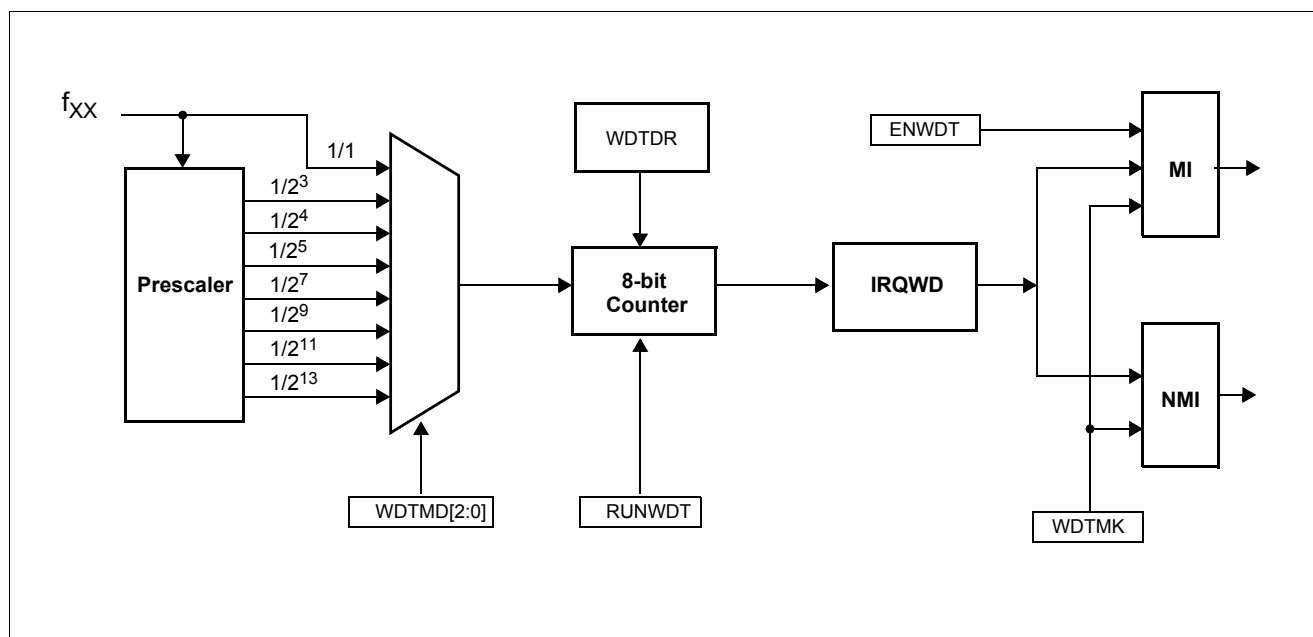 fXX
WDTDR
ENWDT
1/1
MI
1/2³
1/2⁴
1/2⁵
1/2⁷
1/2⁹
1/2¹¹
1/2¹³
Prescaler
8-bit
Counter
IRQWD
NMI
WDTMD[2:0]
RUNWDT
WDTMK